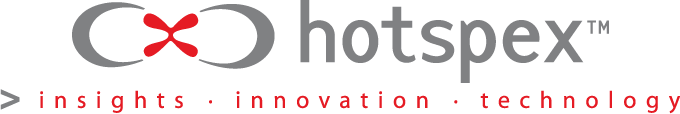 hotspex™
> insights · innovation · technology